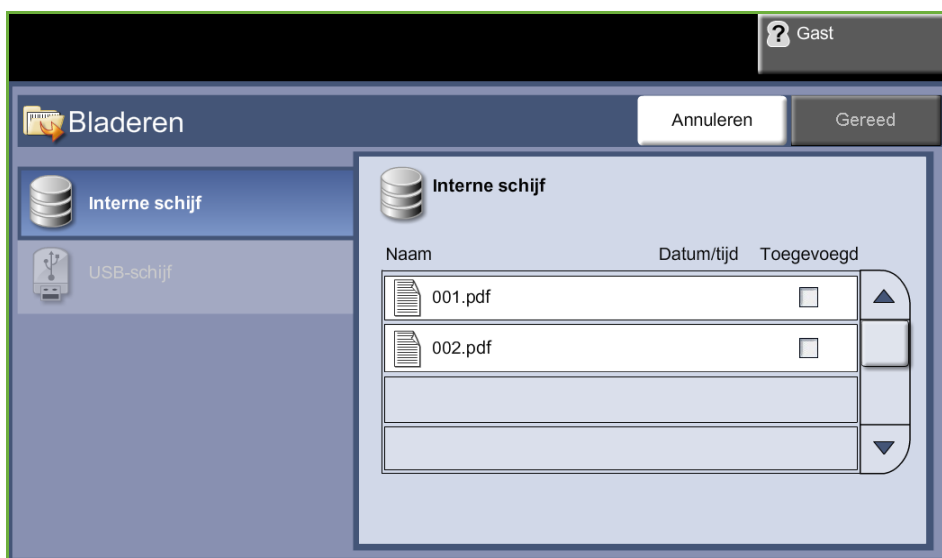 Gast
Bladeren
Annuleren
Gereed
Interne schijf
USB-schijf
Interne schijf
Naam Datum/tijd Toegevoegd
001.pdf
002.pdf